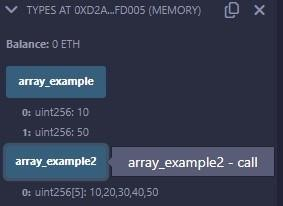 TYPES AT 0XD2A...FD005 (MEMORY)
Balance: 0 ETH
array_example
0: uint256: 10
1: uint256: 50
array_example2
array_example2 - call
0: uint256[5]: 10,20,30,40,50